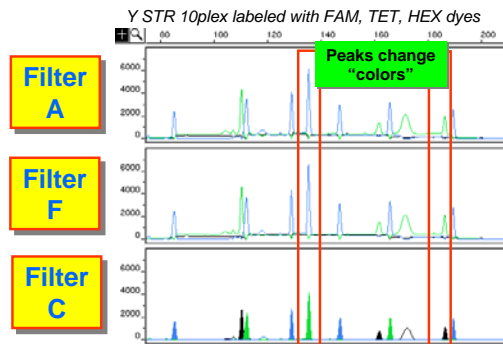 Y STR 10plex labeled with FAM, TET, HEX dyes
80 100 120 140 160 180 200
Peaks change
“colors”
Filter
A
6000
4000
2000
0
Filter
F
6000
4000
2000
0
Filter
C
6000
4000
2000
0